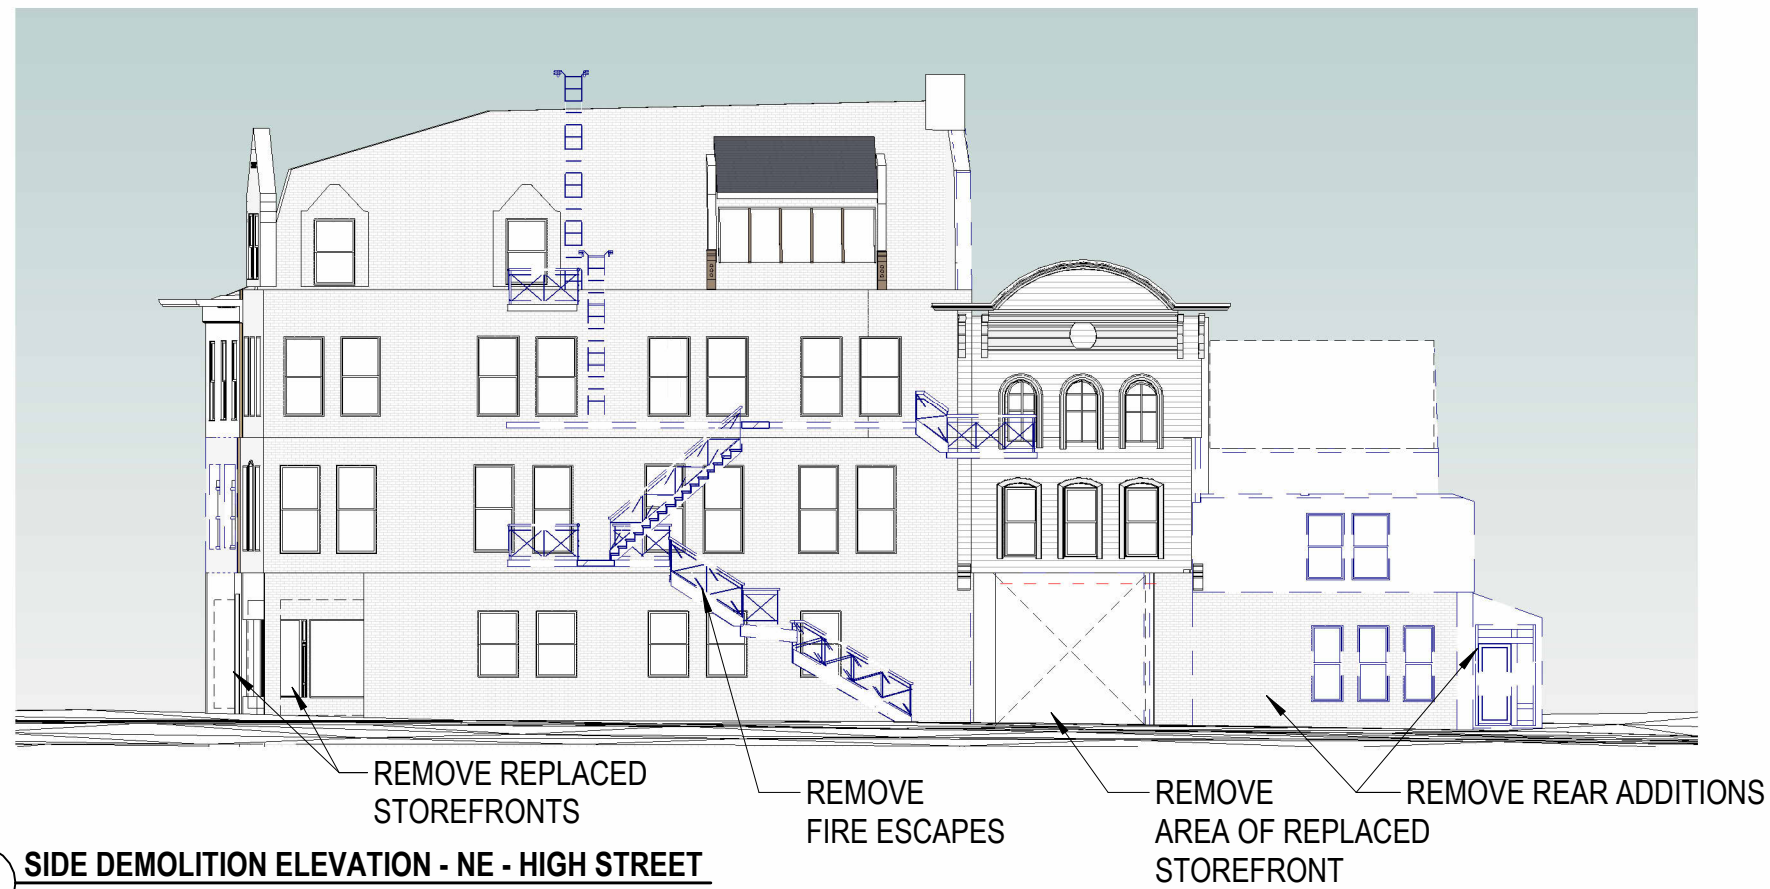 REMOVE REPLACED
STOREFRONTS
REMOVE
FIRE ESCAPES
REMOVE
AREA OF REPLACED
STOREFRONT
REMOVE REAR ADDITIONS
SIDE DEMOLITION ELEVATION - NE - HIGH STREET